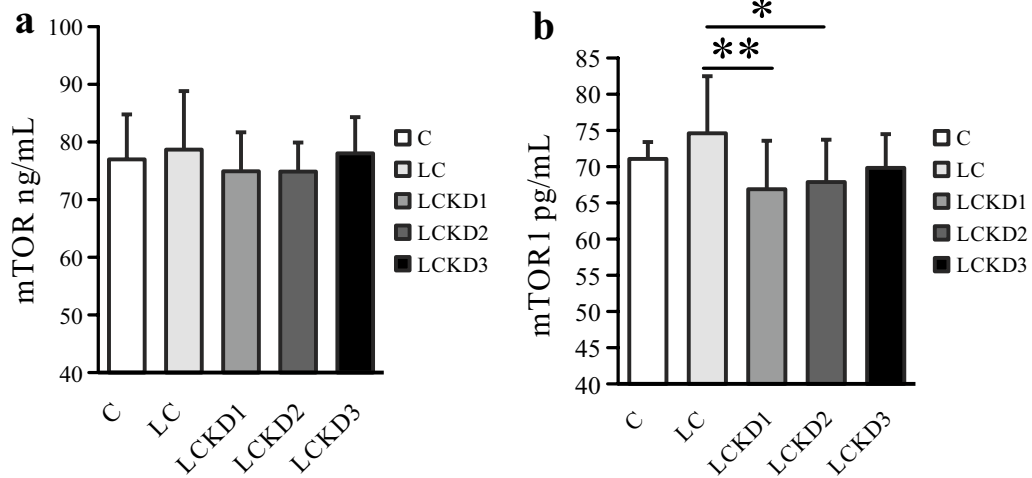 a
mTOR ng/mL
100
90
80
70
60
50
40
C
LC
LCKD1
LCKD2
LCKD3
C
LC
LCKD1
LCKD2
LCKD3
b
*
**
mTOR1 pg/mL
85
80
75
70
65
60
55
50
45
40
C
LC
LCKD1
LCKD2
LCKD3
C
LC
LCKD1
LCKD2
LCKD3